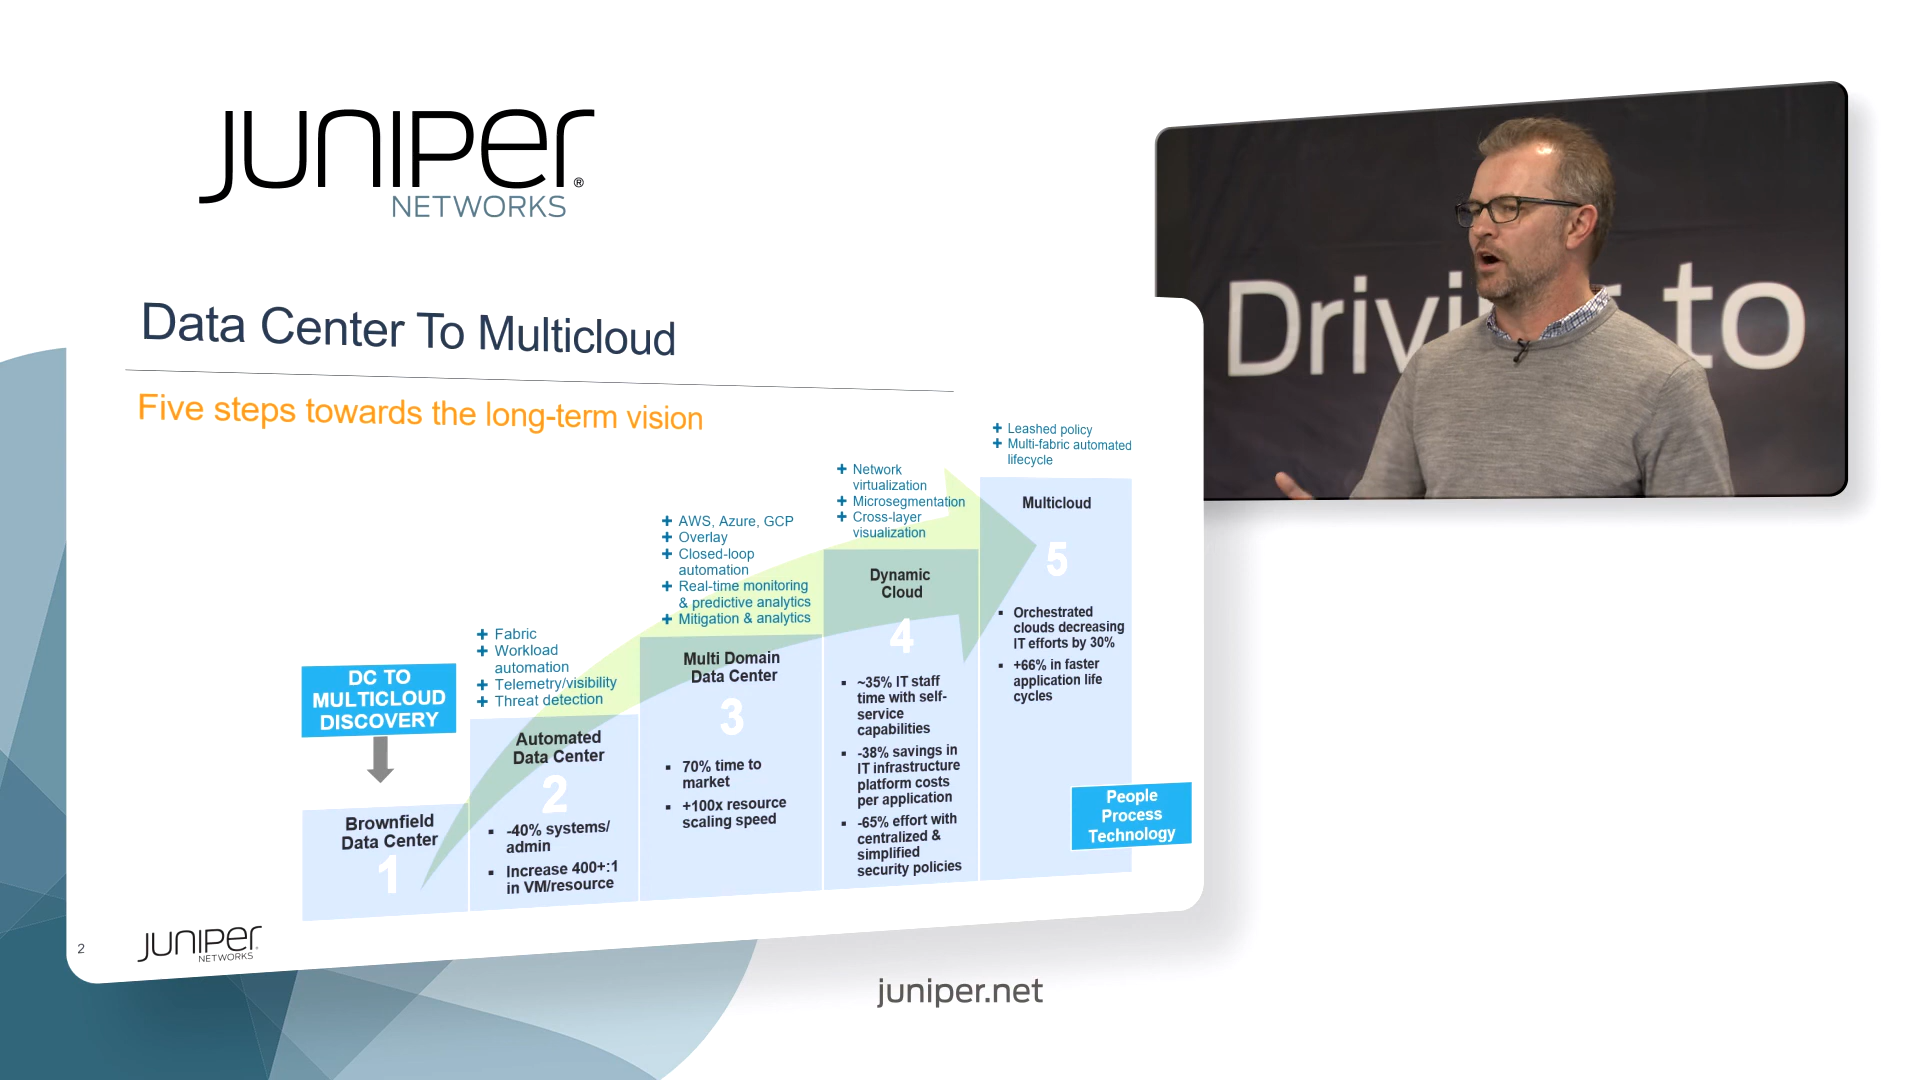 JUNIPER®
NETWORKS
Driving to
Data Center To Multicloud
Five steps towards the long-term vision
DC TO
MULTICLOUD
DISCOVERY
Brownfield
Data Center
1
+ Fabric
+ Workload
automation
+ Telemetry/visibility
+ Threat detection
Automated
Data Center
2
▪ -40% systems/
admin
▪ Increase 400+:1
in VM/resource
+ AWS, Azure, GCP
+ Overlay
+ Closed-loop
automation
+ Real-time monitoring
& predictive analytics
+ Mitigation & analytics
Multi Domain
Data Center
3
▪ 70% time to
market
▪ +100x resource
scaling speed
+ Network
virtualization
+ Microsegmentation
+ Cross-layer
visualization
Dynamic
Cloud
4
▪ ~35% IT staff
time with self-
service
capabilities
▪ -38% savings in
IT infrastructure
platform costs
per application
▪ -65% effort with
centralized &
simplified
security policies
+ Leashed policy
+ Multi-fabric automated
lifecycle
Multicloud
5
▪ Orchestrated
clouds decreasing
IT efforts by 30%
▪ +66% in faster
application life
cycles
People
Process
Technology
2
JUNIPER
NETWORKS
juniper.net